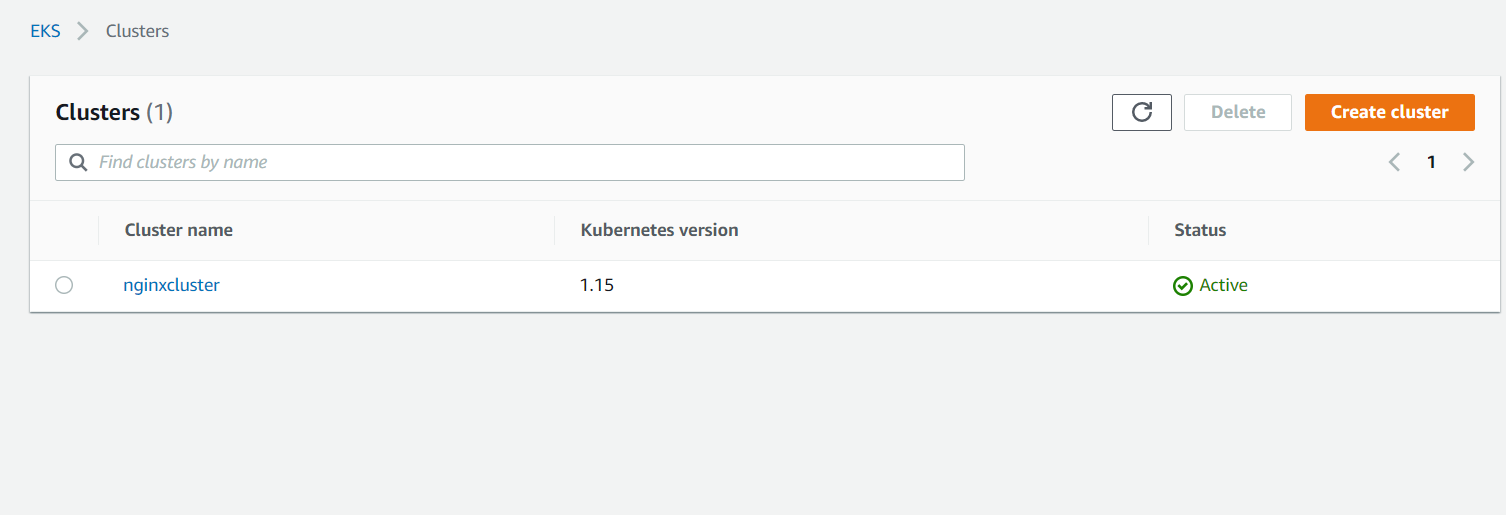 EKS Clusters
Clusters (1)
Delete
Create cluster
Find clusters by name
1
Cluster name Kubernetes version Status
nginxcluster 1.15 Active